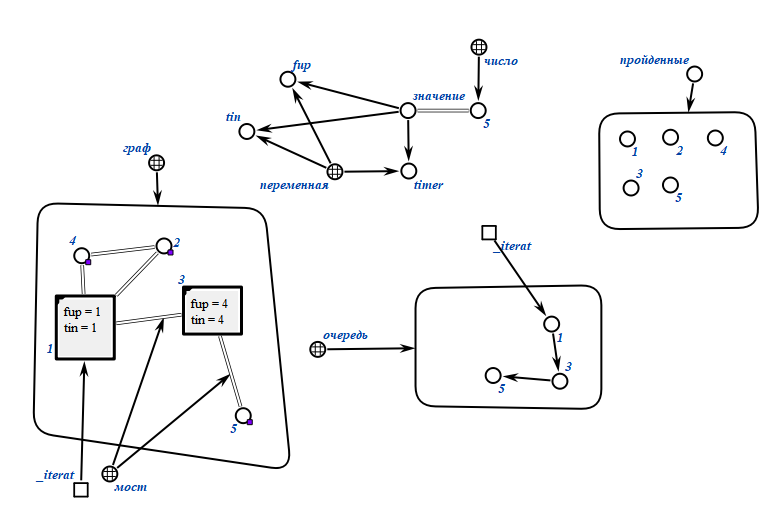 число
fup
пройденные
значение
tin
5
1
2
4
граф
3
5
переменная
timer
4
2
_iterat
3
fup = 1
tin = 1
fup = 4
tin = 4
1
очередь
1
3
5
5
_iterat
мост